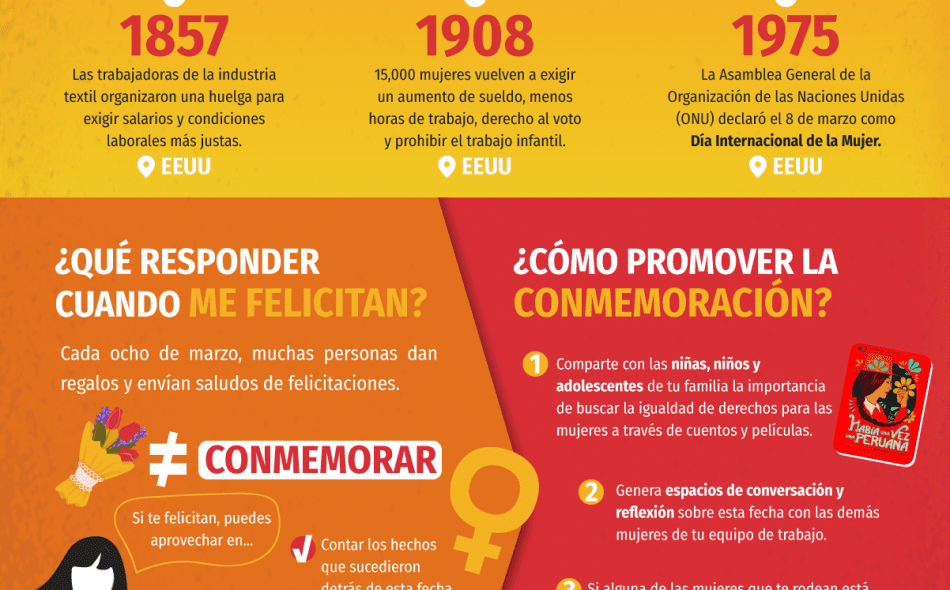 1857
Las trabajadoras de la industria
textil organizaron una huelga para
exigir salarios y condiciones
laborales más justas.
EEUU
1908
15,000 mujeres vuelven a exigir
un aumento de sueldo, menos
horas de trabajo, derecho al voto
y prohibir el trabajo infantil.
EEUU
1975
La Asamblea General de la
Organización de las Naciones Unidas
(ONU) declaró el 8 de marzo como
Día Internacional de la Mujer.
EEUU
¿QUÉ RESPONDER
CUANDO ME FELICITAN?
Cada ocho de marzo, muchas personas dan
regalos y envían saludos de felicitaciones.
≠ CONMEMORAR
Si te felicitan, puedes
aprovechar en...
Contar los hechos
que sucedieron
detrás de esta fecha
¿CÓMO PROMOVER LA
CONMEMORACIÓN?
1
Comparte con las niñas, niños y
adolescentes de tu familia la importancia
de buscar la igualdad de derechos para las
mujeres a través de cuentos y películas.
HABÍA UNA VEZ
UNA PERUANA
2
Genera espacios de conversación y
reflexión sobre esta fecha con las demás
mujeres de tu equipo de trabajo.
3
Si alguna de las mujeres que te rodean está